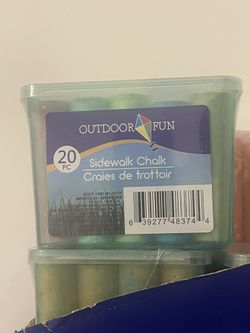 OUTDOOR FUN
20
PC
Sidewalk Chalk
Craies de trottoir
6 39277 48374 4